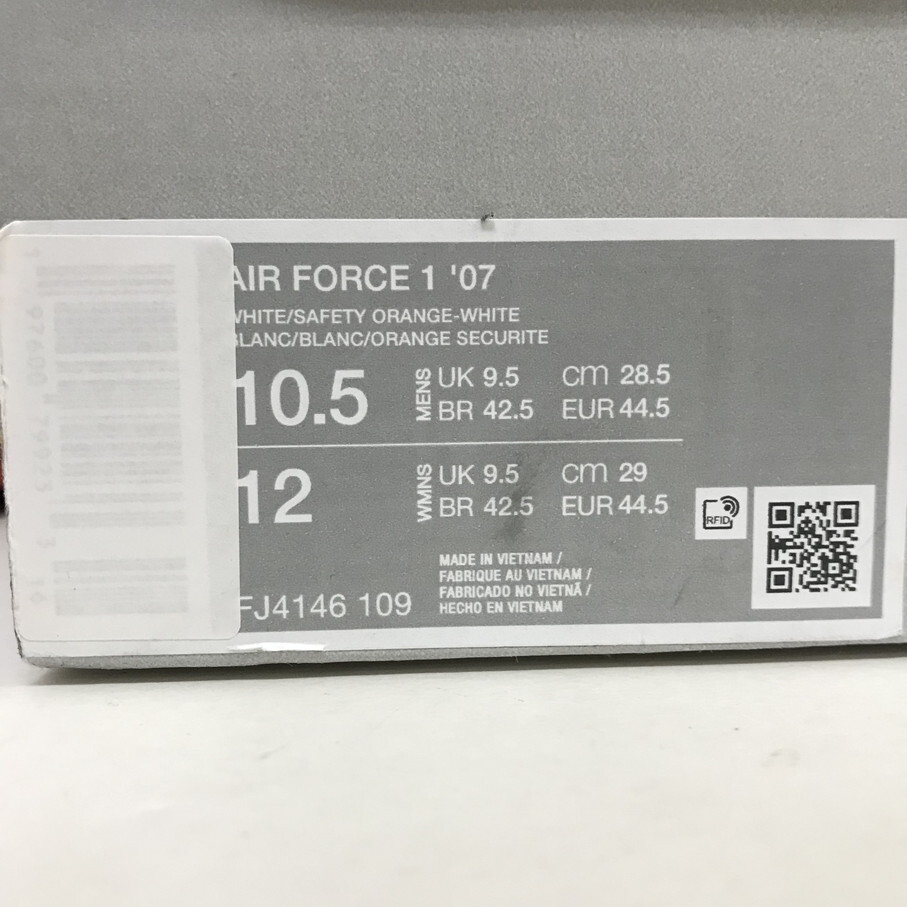 AIR FORCE 1 '07
WHITE/SAFETY ORANGE-WHITE
BLANC/BLANC/ORANGE SECURITE
10.5 MENS UK 9.5 cm 28.5
BR 42.5 EUR 44.5
12 WMNS UK 9.5 cm 29
BR 42.5 EUR 44.5
RFID
MADE IN VIETNAM /
FABRIQUE AU VIETNAM /
FABRICADO NO VIETNÃ /
HECHO EN VIETNAM
FJ4146 109